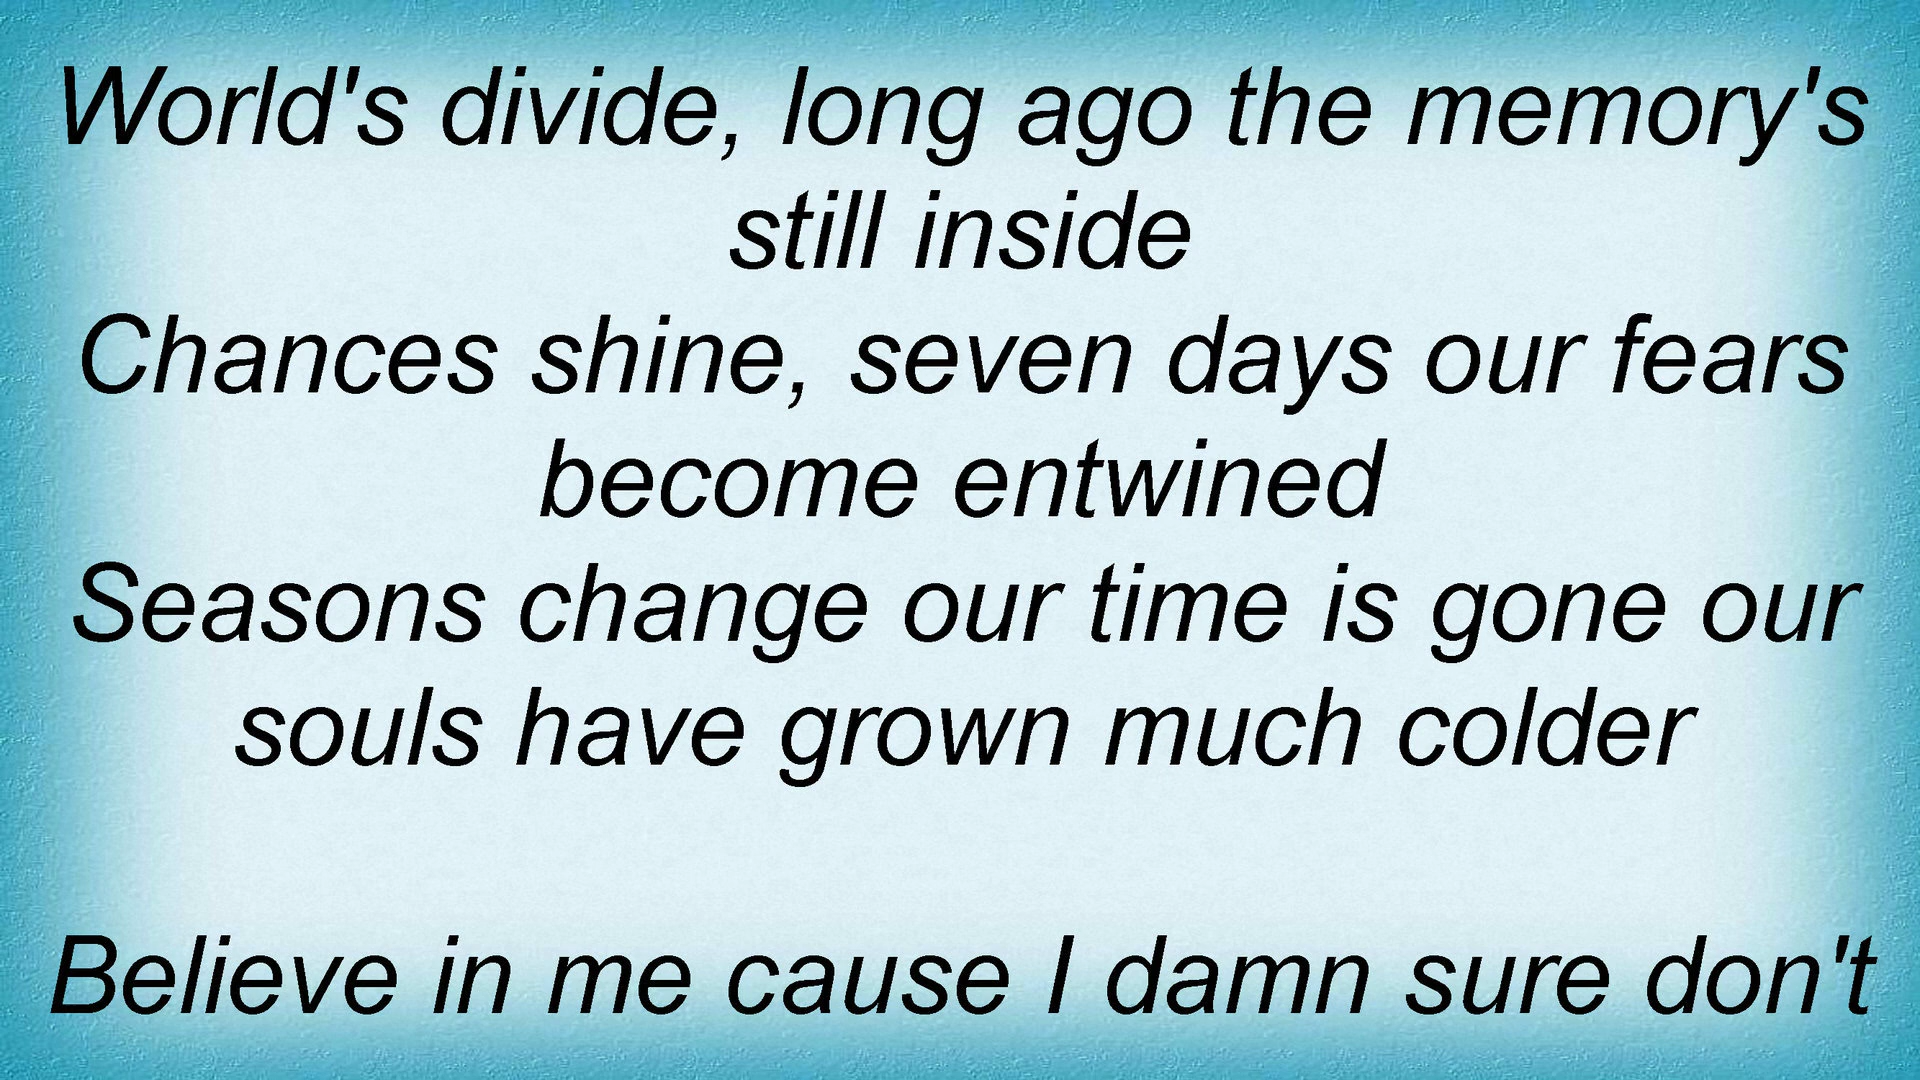 World's divide, long ago the memory's
still inside
Chances shine, seven days our fears
become entwined
Seasons change our time is gone our
souls have grown much colder
Believe in me cause I damn sure don't